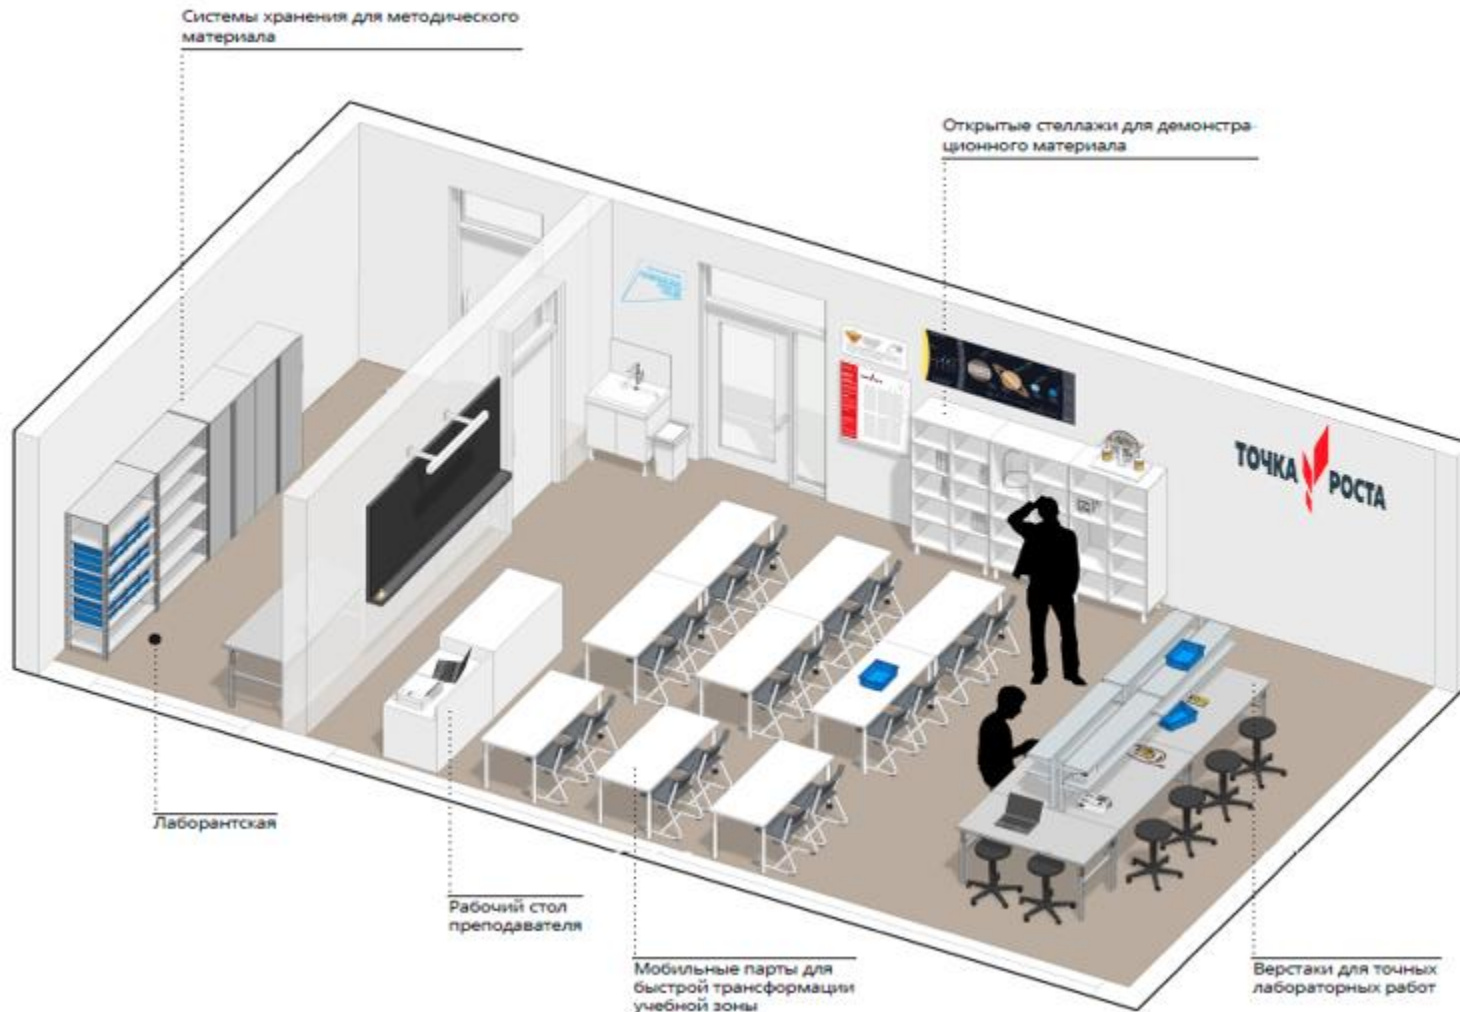 Системы хранения для методического
материала
Открытые стеллажи для демонстра-
ционного материала
ТОЧКА РОСТА
Лаборантская
Рабочий стол
преподавателя
Мобильные парты для
быстрой трансформации
учебной зоны
Верстаки для точных
лабораторных работ